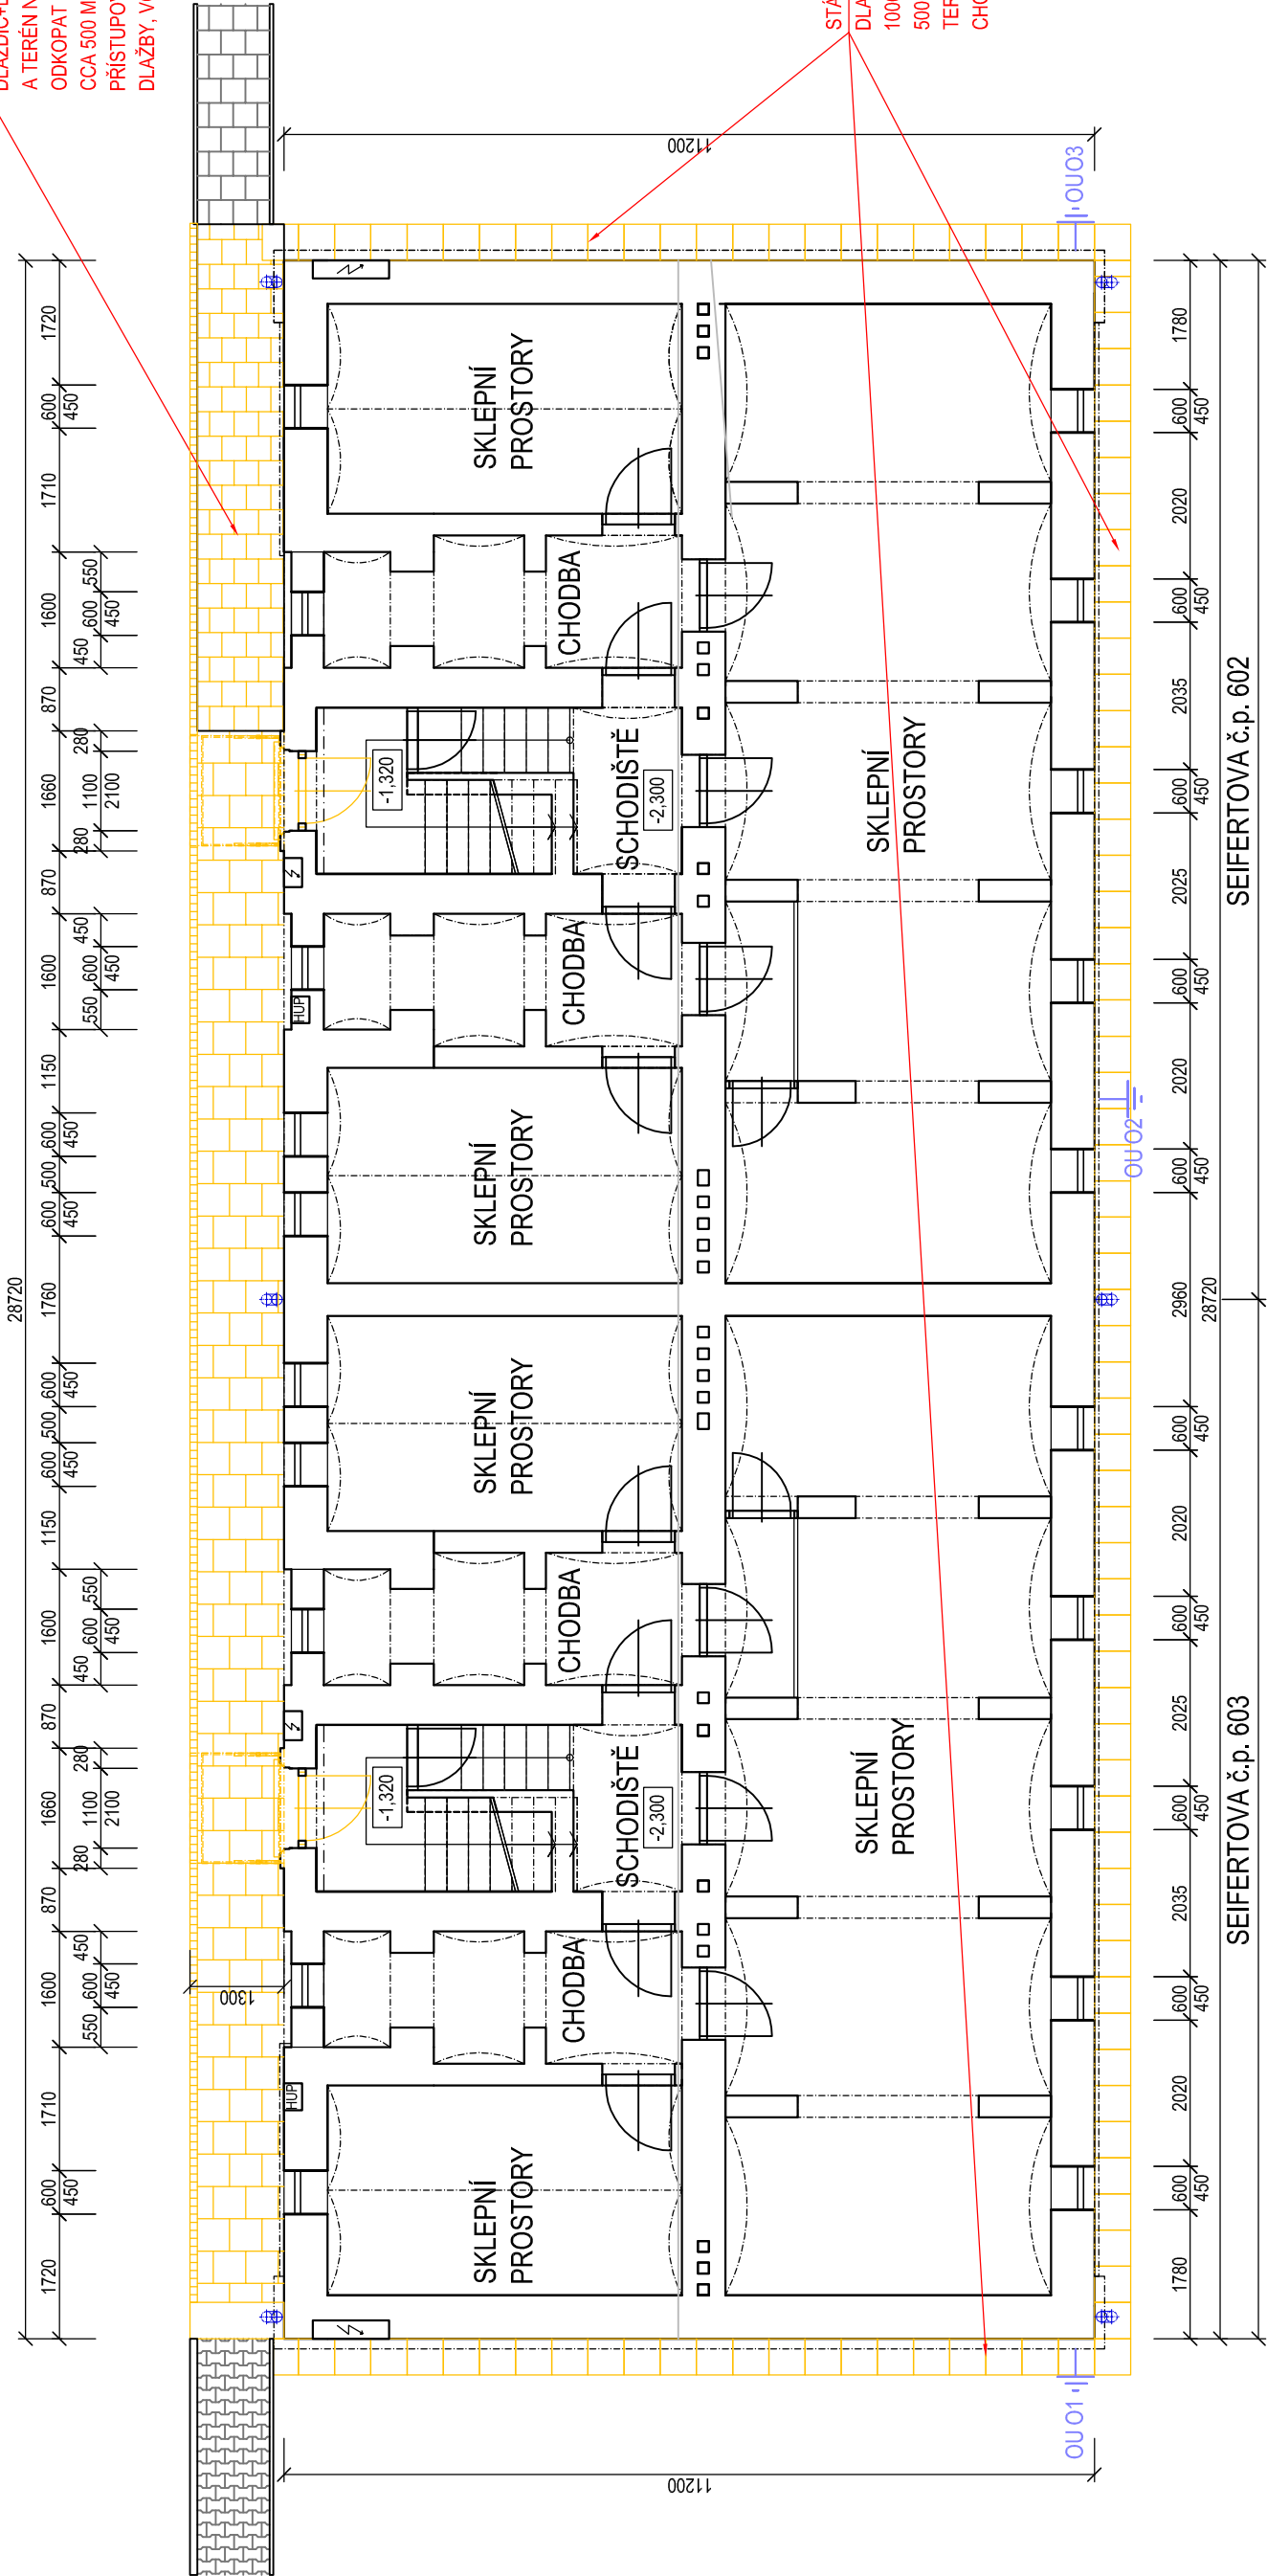 DLAŽDIC+
A TERÉN N
ODKOPAT
CCA 500 M
PŘÍSTUPOV
DLAŽBY, V
28720
1720 600 1710 1600 870 1660 870 1600 1150 600 500 600 1760 600 500 600 1150 1600 870 1660 870 1600 1710 600 1720
450 450 450 450 450 450
550 600 450 280 1100 280 450 600 550 550 600 450 280 1100 280 450 600 550
450 2100 450 450 2100 450
1300
HUP HUP
-1,320 -1,320
SKLEPNÍ
PROSTORY
SKLEPNÍ
PROSTORY
SKLEPNÍ
PROSTORY
SKLEPNÍ
PROSTORY
CHODBA CHODBA CHODBA CHODBA
SCHODIŠTĚ SCHODIŠTĚ
-2,300 -2,300
11200 11200
SKLEPNÍ
PROSTORY
SKLEPNÍ
PROSTORY
STÁ
DLA
100
500
TER
CHO
OU O1 OU O2 OU O3
1780 600 2020 600 2035 600 2025 600 2020 600 2960 600 2020 600 2025 600 2035 600 2020 600 1780
450 450 450 450 450 450 450 450 450 450
28720
SEIFERTOVA č.p. 603 SEIFERTOVA č.p. 602